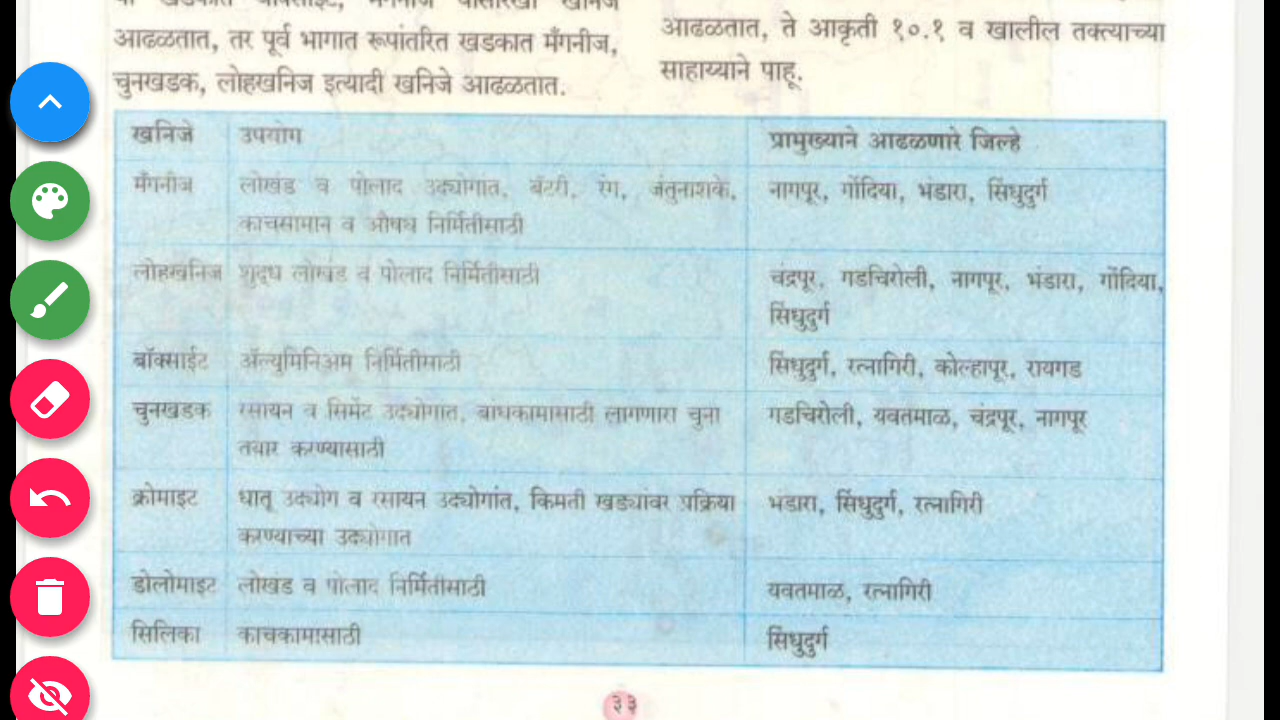 आढळतात, तर पूर्व भागात रूपांतरित खडकात मँगनीज,
चुनखडक, लोहखनिज इत्यादी खनिजे आढळतात.
आढळतात, ते आकृती १०.१ व खालील तक्त्याच्या
साहाय्याने पाहू.
खनिजे उपयोग प्रामुख्याने आढळणारे जिल्हे
मँगनीज लोखंड व पोलाद उद्योगात, बॅटरी, रंग, जंतुनाशके, नागपूर, गोंदिया, भंडारा, सिंधुदुर्ग
काचसामान व औषध निर्मितीसाठी
लोहखनिज शुद्ध लोखंड व पोलाद निर्मितीसाठी चंद्रपूर, गडचिरोली, नागपूर, भंडारा, गोंदिया,
सिंधुदुर्ग
बॉक्साईट ॲल्युमिनिअम निर्मितीसाठी सिंधुदुर्ग, रत्नागिरी, कोल्हापूर, रायगड
चुनखडक रसायन व सिमेंट उद्योगात, बांधकामासाठी लागणारा चुना गडचिरोली, यवतमाळ, चंद्रपूर, नागपूर
तयार करण्यासाठी
क्रोमाइट धातू उद्योग व रसायन उद्योगांत, किमती खड्यांवर प्रक्रिया भंडारा, सिंधुदुर्ग, रत्नागिरी
करण्याच्या उद्योगात
डोलोमाइट लोखंड व पोलाद निर्मितीसाठी यवतमाळ, रत्नागिरी
सिलिका काचकामासाठी सिंधुदुर्ग
३३